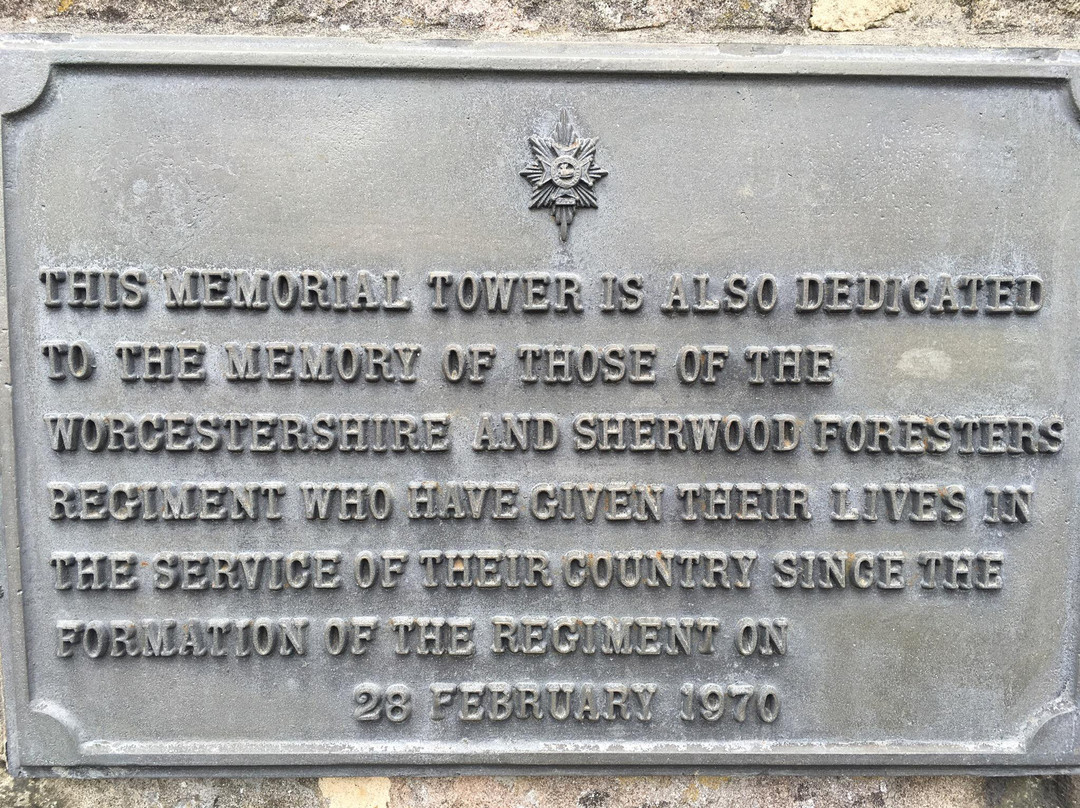 THIS MEMORIAL TOWER IS ALSO DEDICATED
TO THE MEMORY OF THOSE OF THE
WORCESTERSHIRE AND SHERWOOD FORESTERS
REGIMENT WHO HAVE GIVEN THEIR LIVES IN
THE SERVICE OF THEIR COUNTRY SINCE THE
FORMATION OF THE REGIMENT ON
28 FEBRUARY 1970